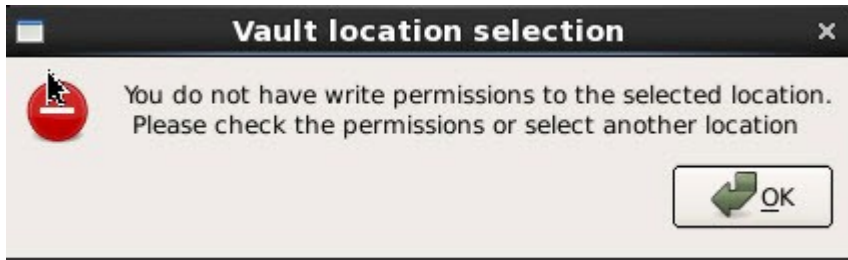 Vault location selection
You do not have write permissions to the selected location.
Please check the permissions or select another location
OK